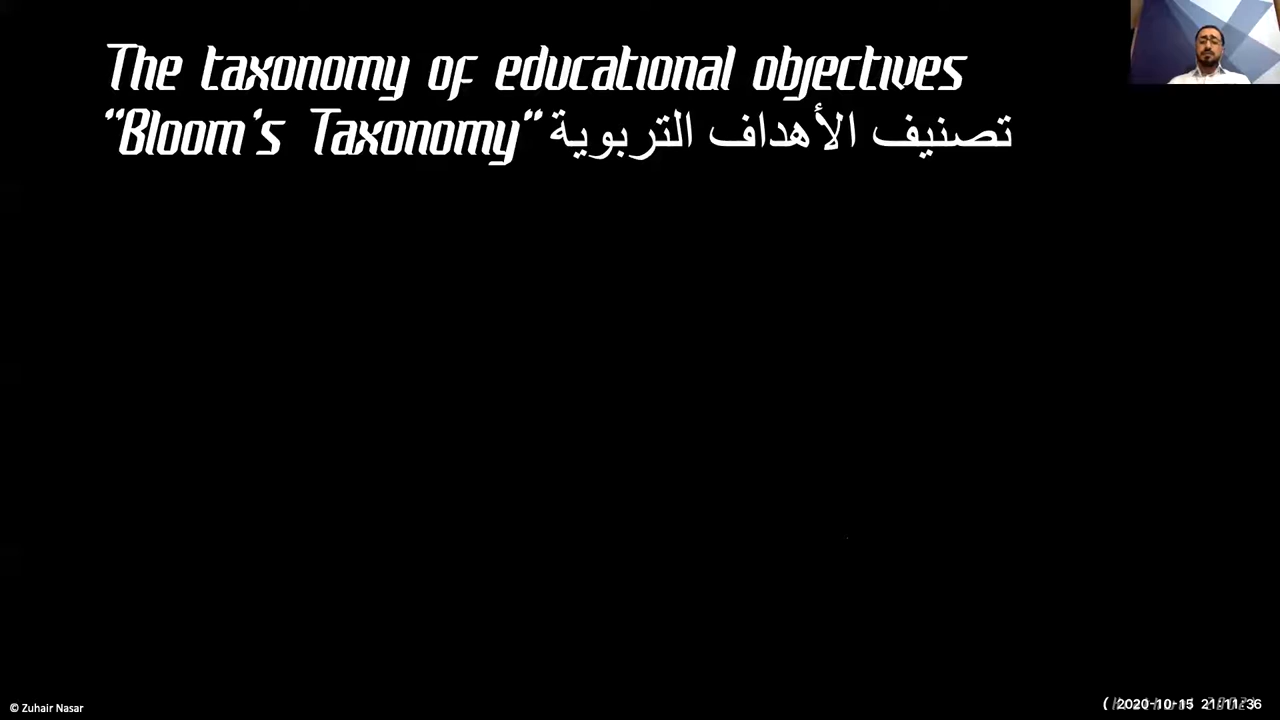 The taxonomy of educational objectives
"Bloom's Taxonomy" تصنيف الأهداف التربوية
© Zuhair Nasar
2020-10-15 21:11:36